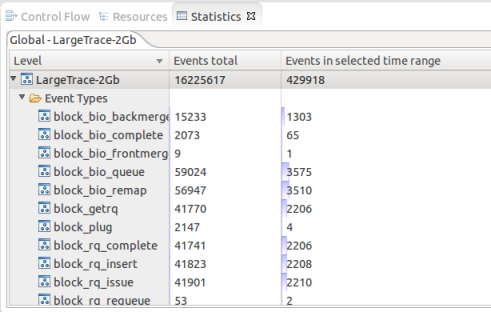 Control Flow Resources Statistics
Global - LargeTrace-2Gb
Level Events total Events in selected time range
LargeTrace-2Gb 16225617 429918
Event Types
block_bio_backmerge 15233 1303
block_bio_complete 2073 65
block_bio_frontmerg 9 1
block_bio_queue 59024 3575
block_bio_remap 56947 3510
block_getrq 41770 2206
block_plug 2147 4
block_rq_complete 41741 2206
block_rq_insert 41823 2208
block_rq_issue 41901 2210
block_rq_requeue 53 2